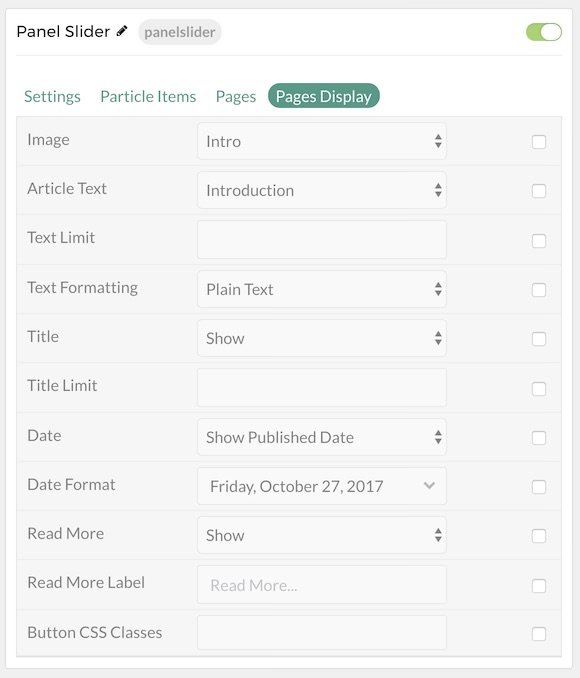 Panel Slider panelslider
Settings Particle Items Pages Pages Display
Image Intro
Article Text Introduction
Text Limit
Text Formatting Plain Text
Title Show
Title Limit
Date Show Published Date
Date Format Friday, October 27, 2017
Read More Show
Read More Label Read More...
Button CSS Classes